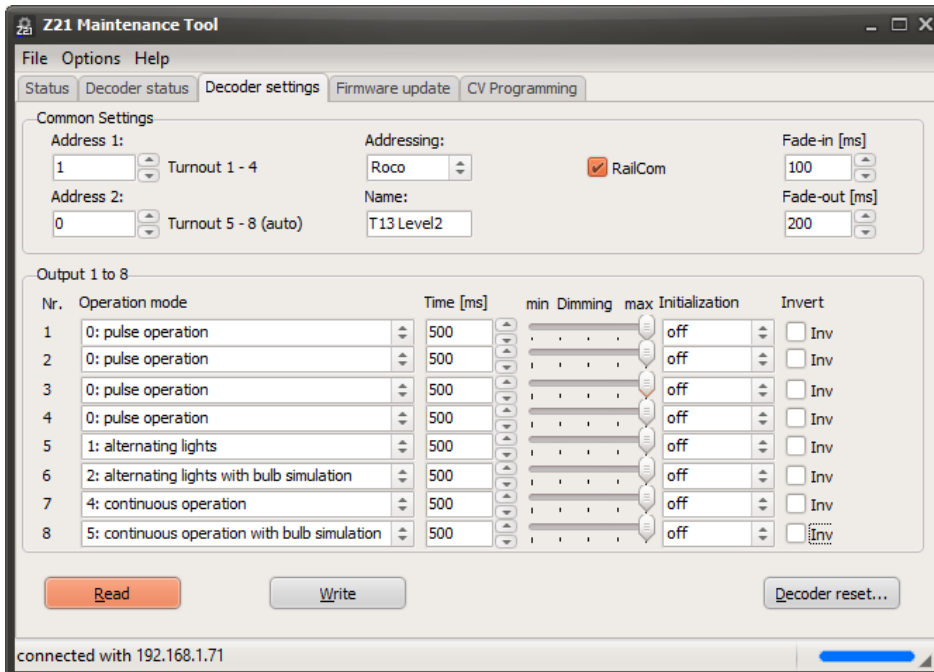 Z21 Maintenance Tool
File Options Help
Status Decoder status Decoder settings Firmware update CV Programming
Common Settings
Address 1: Addressing: Fade-in [ms]
1 Turnout 1 - 4 Roco RailCom 100
Address 2: Name: Fade-out [ms]
0 Turnout 5 - 8 (auto) T13 Level2 200
Output 1 to 8
Nr. Operation mode Time [ms] min Dimming max Initialization Invert
1 0: pulse operation 500 off Inv
2 0: pulse operation 500 off Inv
3 0: pulse operation 500 off Inv
4 0: pulse operation 500 off Inv
5 1: alternating lights 500 off Inv
6 2: alternating lights with bulb simulation 500 off Inv
7 4: continuous operation 500 off Inv
8 5: continuous operation with bulb simulation 500 off Inv
Read Write Decoder reset...
connected with 192.168.1.71